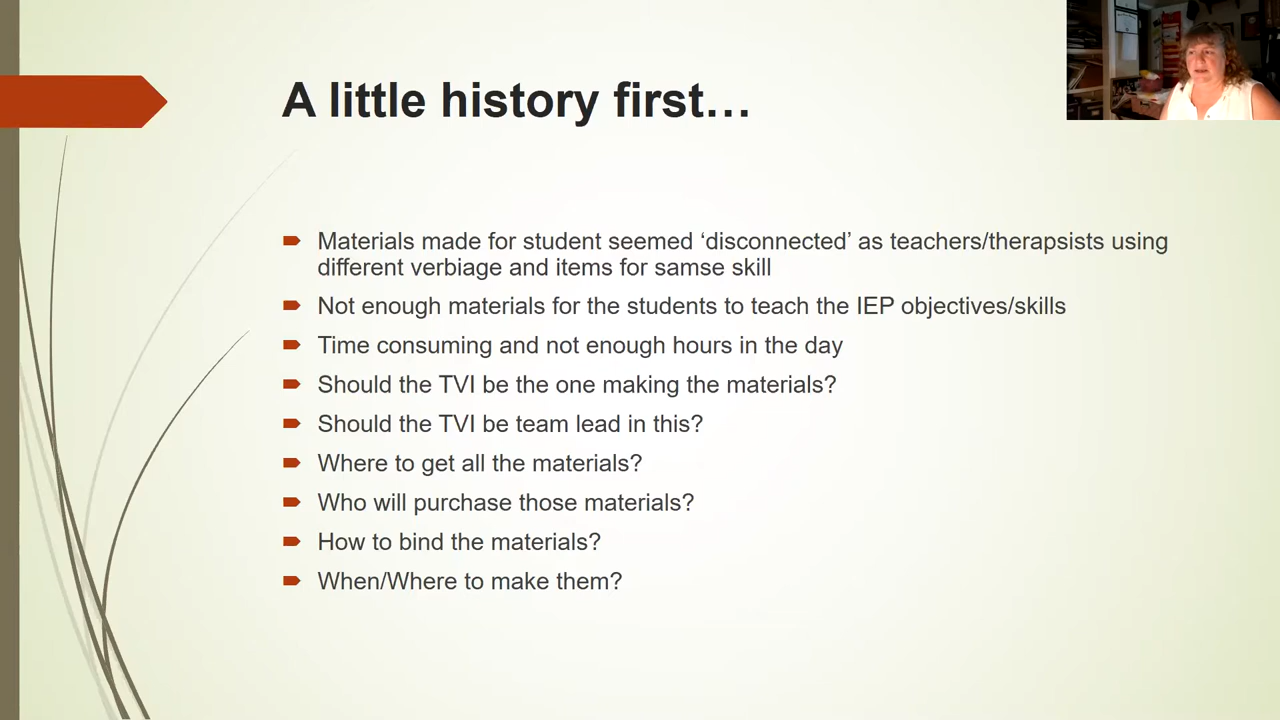 A little history first…
Materials made for student seemed ‘disconnected’ as teachers/therapsists using
different verbiage and items for samse skill
Not enough materials for the students to teach the IEP objectives/skills
Time consuming and not enough hours in the day
Should the TVI be the one making the materials?
Should the TVI be team lead in this?
Where to get all the materials?
Who will purchase those materials?
How to bind the materials?
When/Where to make them?